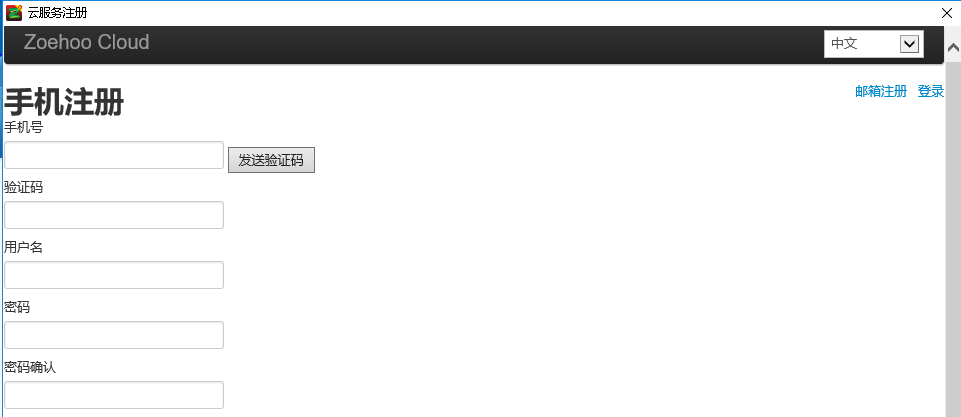 云服务注册
Zoehoo Cloud
中文
邮箱注册 登录
手机注册
手机号
发送验证码
验证码
用户名
密码
密码确认